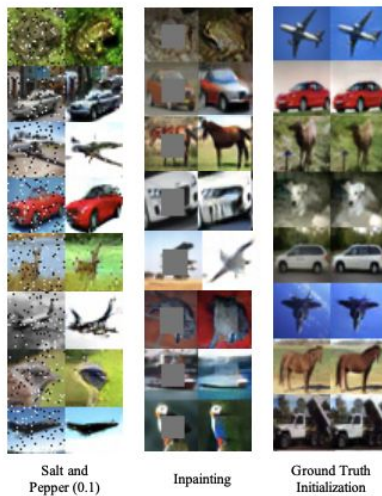 Salt and
Pepper (0.1)
Inpainting
Ground Truth
Initialization